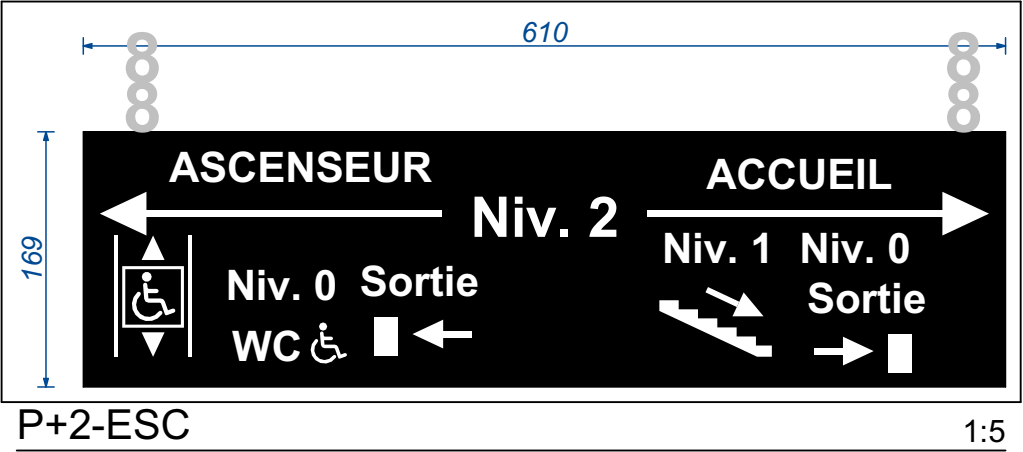 610
169
ASCENSEUR
ACCUEIL
Niv. 2
Niv. 0 Sortie
WC
Niv. 1 Niv. 0
Sortie
P+2-ESC
1:5